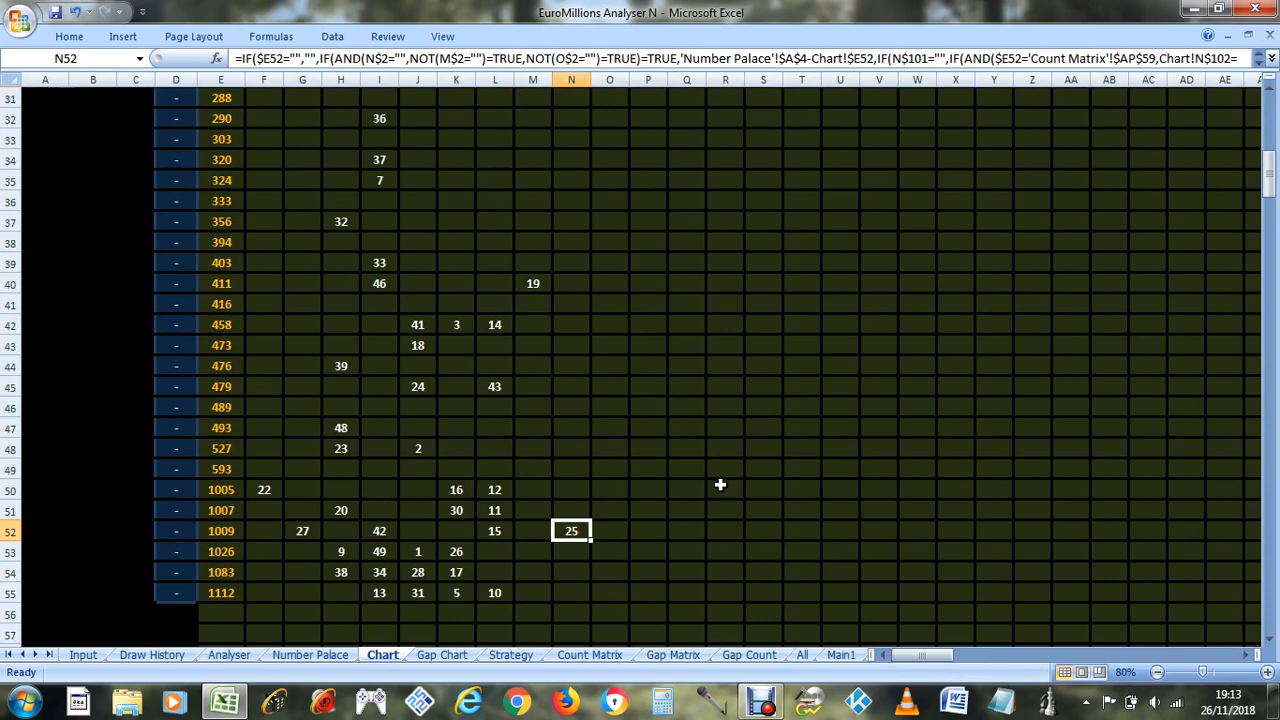 EuroMillions Analyser N - Microsoft Excel
Home Insert Page Layout Formulas Data Review View
N52 =IF($E52="","",IF(AND(N$2="",NOT(M$2="")=TRUE,NOT(O$2="")=TRUE)=TRUE,'Number Palace'!$A$4-Chart!$E52,IF(N$101="",IF(AND($E52='Count Matrix'!$AP$59,Chart!N$102=
A B C D E F G H I J K L M N O P Q R S T U V W X Y Z AA AB AC AD AE
31 - 288
32 - 290 36
33 - 303
34 - 320 37
35 - 324 7
36 - 333
37 - 356 32
38 - 394
39 - 403 33
40 - 411 46 19
41 - 416
42 - 458 41 3 14
43 - 473 18
44 - 476 39
45 - 479 24 43
46 - 489
47 - 493 48
48 - 527 23 2
49 - 593
50 - 1005 22 16 12
51 - 1007 20 30 11
52 - 1009 27 42 15 25
53 - 1026 9 49 1 26
54 - 1083 38 34 28 17
55 - 1112 13 31 5 10
56
57
Input Draw History Analyser Number Palace Chart Gap Chart Strategy Count Matrix Gap Matrix Gap Count All Main1
Ready 80%
19:13
26/11/2018